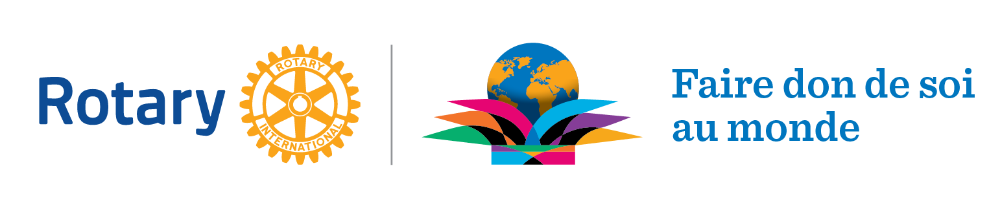 Rotary
ROTARY
INTERNATIONAL
Faire don de soi
au monde